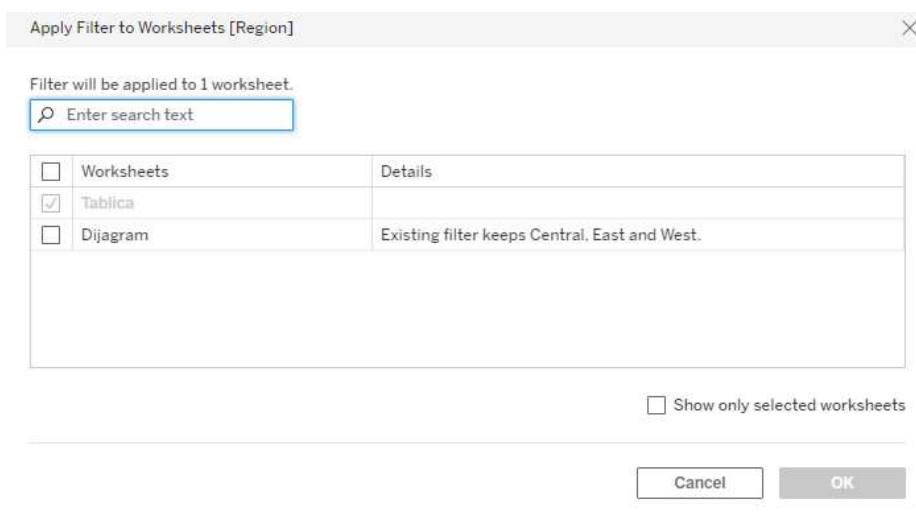 Apply Filter to Worksheets [Region]
Filter will be applied to 1 worksheet.
Enter search text
Worksheets Details
Tablica
Dijagram Existing filter keeps Central, East and West.
Show only selected worksheets
Cancel OK